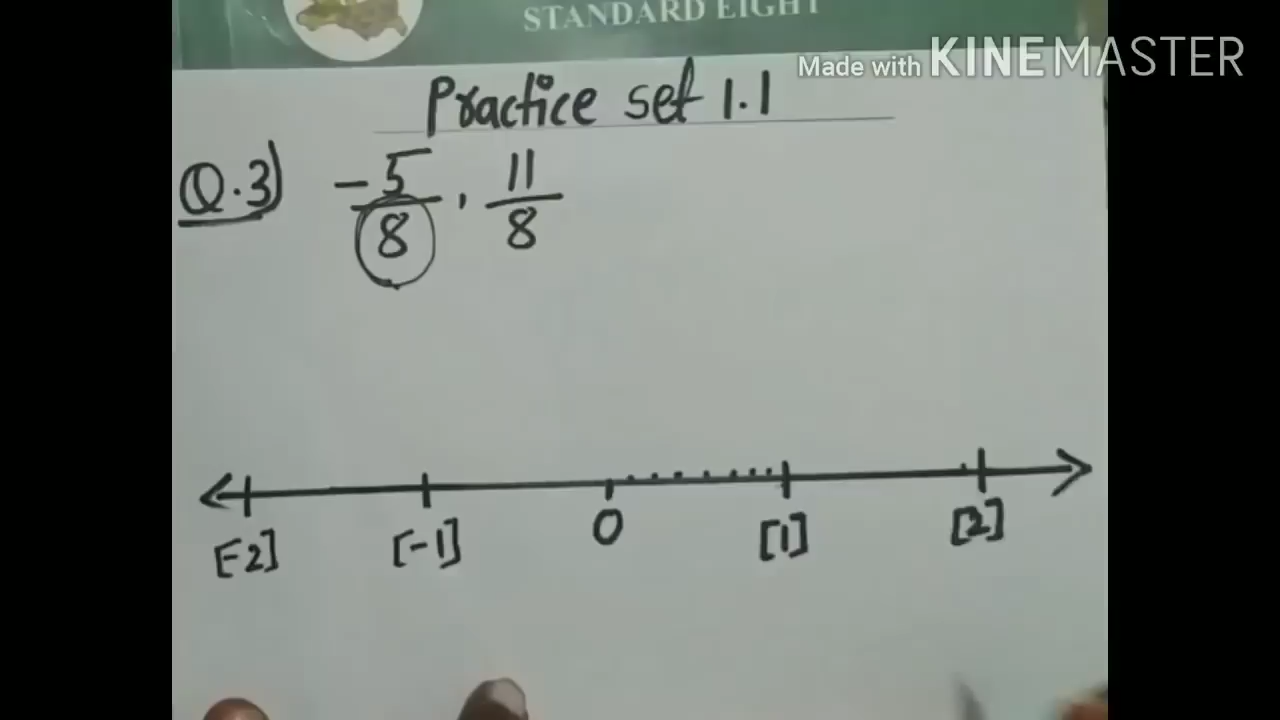 STANDARD EIGHT
Made with KINEMASTER
Practice set 1.1
Q.3) -5/8, 11/8
[-2] [-1] 0 [1] [2]